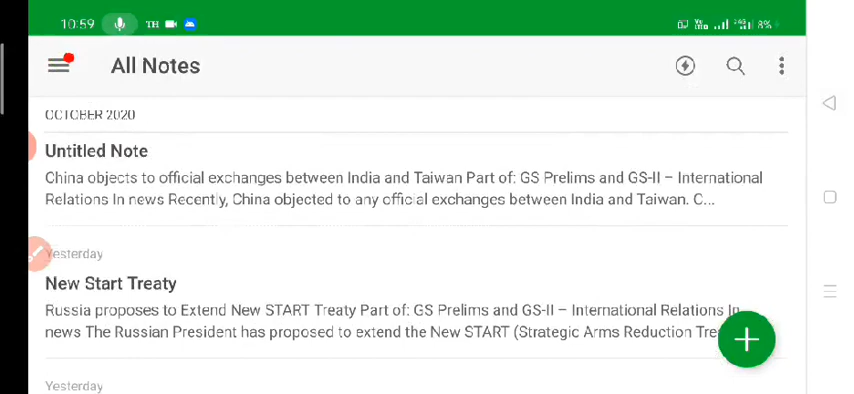 10:59 TH 8%
All Notes
OCTOBER 2020
Untitled Note
China objects to official exchanges between India and Taiwan Part of: GS Prelims and GS-II – International
Relations In news Recently, China objected to any official exchanges between India and Taiwan. C...
Yesterday
New Start Treaty
Russia proposes to Extend New START Treaty Part of: GS Prelims and GS-II – International Relations In
news The Russian President has proposed to extend the New START (Strategic Arms Reduction
Yesterday